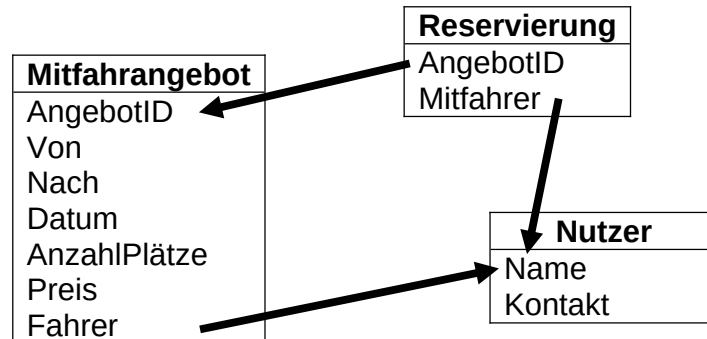 Reservierung
AngebotID
Mitfahrer
Mitfahrangebot
AngebotID
Von
Nach
Datum
AnzahlPlätze
Preis
Fahrer
Nutzer
Name
Kontakt